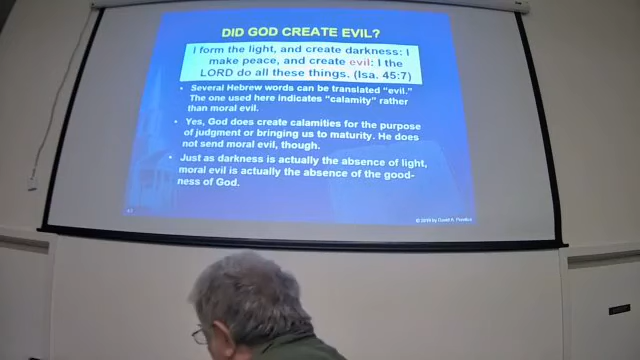 DID GOD CREATE EVIL?
I form the light, and create darkness: I
make peace, and create evil: I the
LORD do all these things. (Isa. 45:7)
• Several Hebrew words can be translated "evil."
The one used here indicates "calamity" rather
than moral evil.
• Yes, God does create calamities for the purpose
of judgment or bringing us to maturity. He does
not send moral evil, though.
• Just as darkness is actually the absence of light,
moral evil is actually the absence of the good-
ness of God.
by David A. Prentice